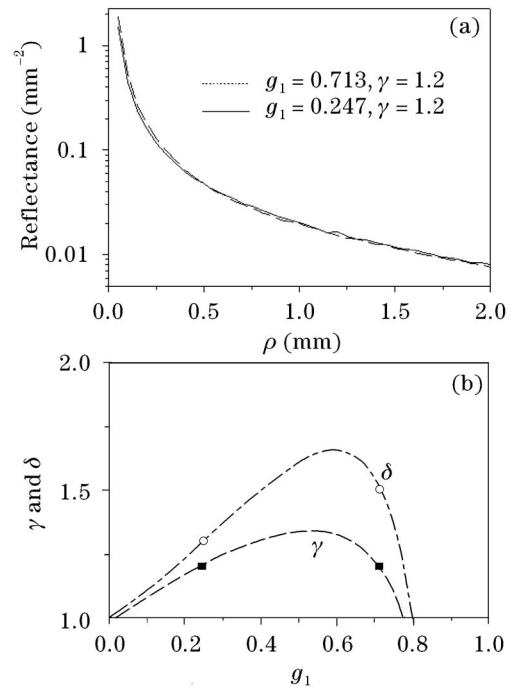 (a)
1
0.1
0.01
Reflectance (mm⁻²)
g₁ = 0.713, γ = 1.2
g₁ = 0.247, γ = 1.2
0.0 0.5 1.0 1.5 2.0
ρ (mm)
(b)
2.0
1.5
1.0
γ and δ
δ
γ
0.0 0.2 0.4 0.6 0.8 1.0
g₁